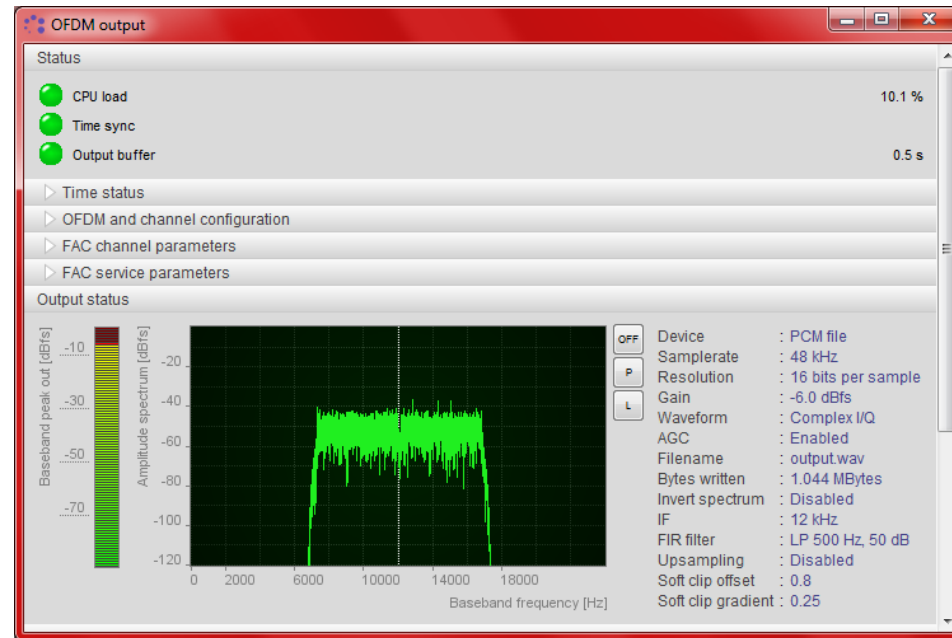 OFDM output
Status
CPU load 10.1 %
Time sync
Output buffer 0.5 s
Time status
OFDM and channel configuration
FAC channel parameters
FAC service parameters
Output status
Baseband peak out [dBfs]
-10
-30
-50
-70
Amplitude spectrum [dBfs]
-20
-40
-60
-80
-100
-120
0 2000 6000 10000 14000 18000
Baseband frequency [Hz]
OFF
P
L
Device : PCM file
Samplerate : 48 kHz
Resolution : 16 bits per sample
Gain : -6.0 dBfs
Waveform : Complex I/Q
AGC : Enabled
Filename : output.wav
Bytes written : 1.044 MBytes
Invert spectrum : Disabled
IF : 12 kHz
FIR filter : LP 500 Hz, 50 dB
Upsampling : Disabled
Soft clip offset : 0.8
Soft clip gradient : 0.25